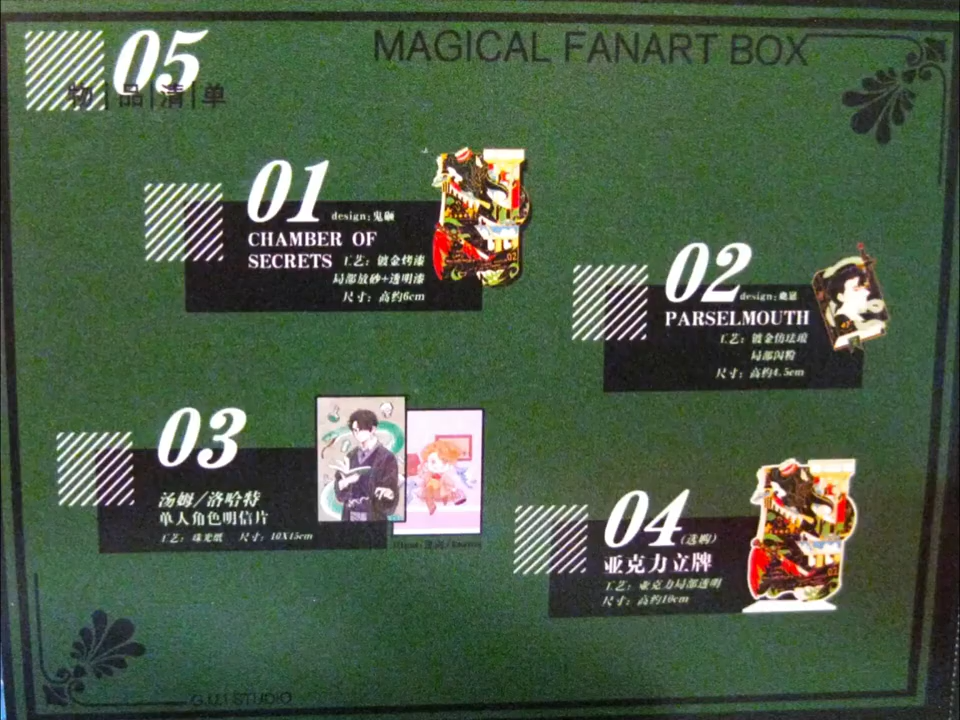 05
MAGICAL FANART BOX
物|品|清|单
01
design:鬼
CHAMBER OF
SECRETS
工艺:镀金烤漆
局部放砂+透明漆
尺寸:高约6cm
02
design:
PARSELMOUTH
工艺:镀金仿珐琅
局部闪粉
尺寸:高约4.5cm
03
汤姆/洛哈特
单人角色明信片
工艺:珠光纸 尺寸:10X15cm
04(选购)
亚克力立牌
工艺:亚克力局部透明
尺寸:高约10cm
STUDIO